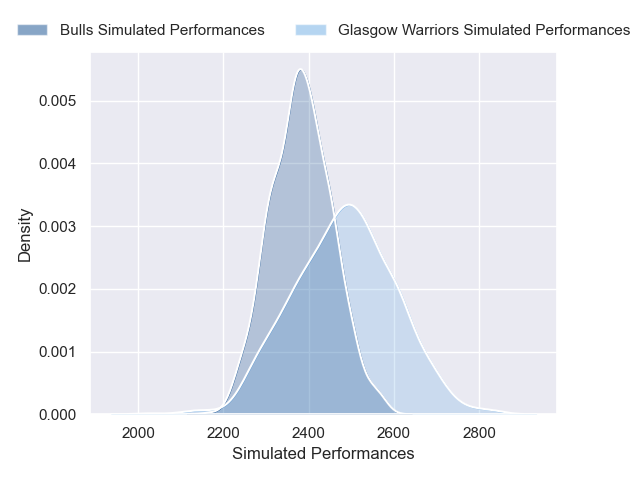 Bulls Simulated Performances Glasgow Warriors Simulated Performances
0.005
0.004
0.003
0.002
0.001
0.000
Density
2000 2200 2400 2600 2800
Simulated Performances